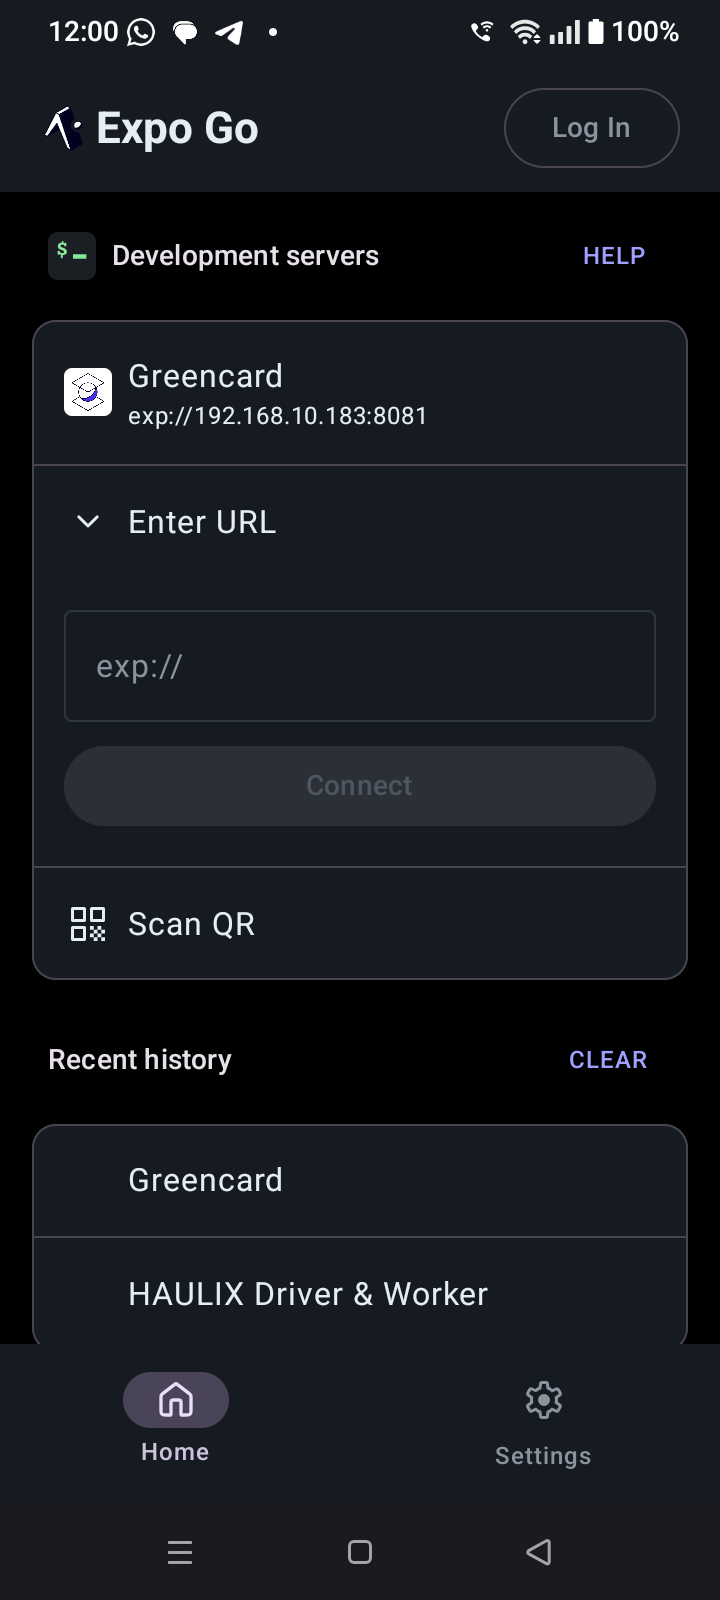 12:00 100%
Expo Go
Log In
$
Development servers
HELP
Greencard
exp://192.168.10.183:8081
Enter URL
exp://
Connect
Scan QR
Recent history
CLEAR
Greencard
HAULIX Driver & Worker
Home
Settings